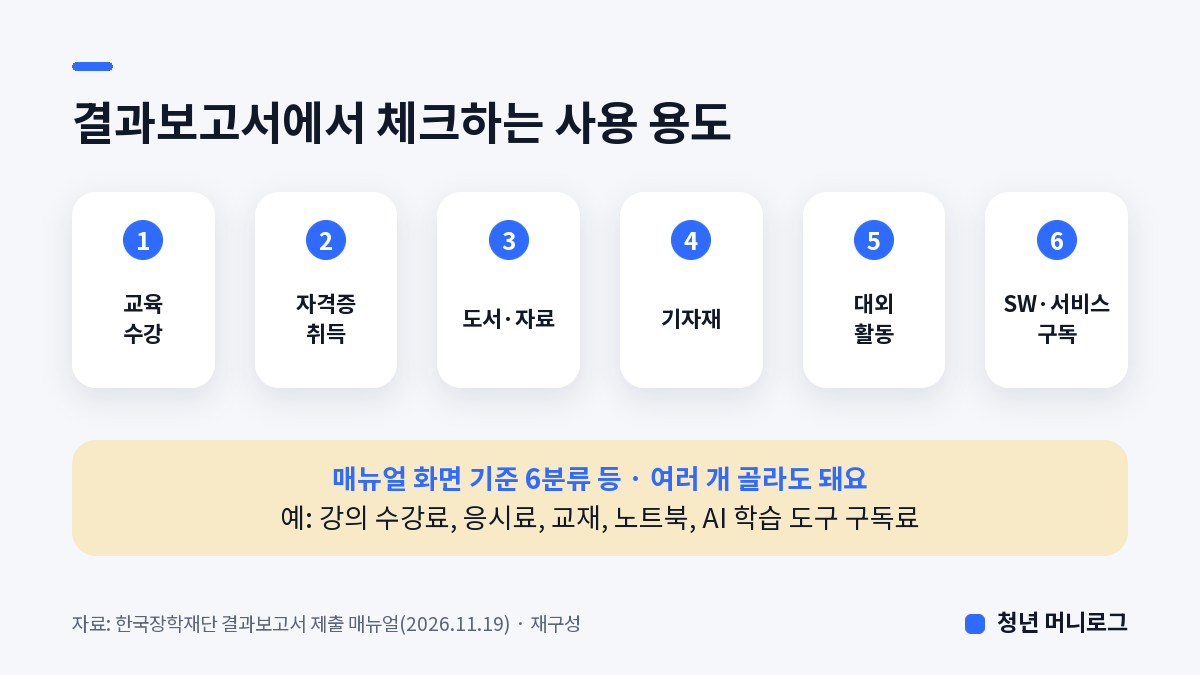 결과보고서에서 체크하는 사용 용도
1
교육
수강
2
자격증
취득
3
도서·자료
4
기자재
5
대외
활동
6
SW·서비스
구독
매뉴얼 화면 기준 6분류 등 · 여러 개 골라도 돼요
예: 강의 수강료, 응시료, 교재, 노트북, AI 학습 도구 구독료
자료: 한국장학재단 결과보고서 제출 매뉴얼(2026.11.19) · 재구성
청년 머니로그